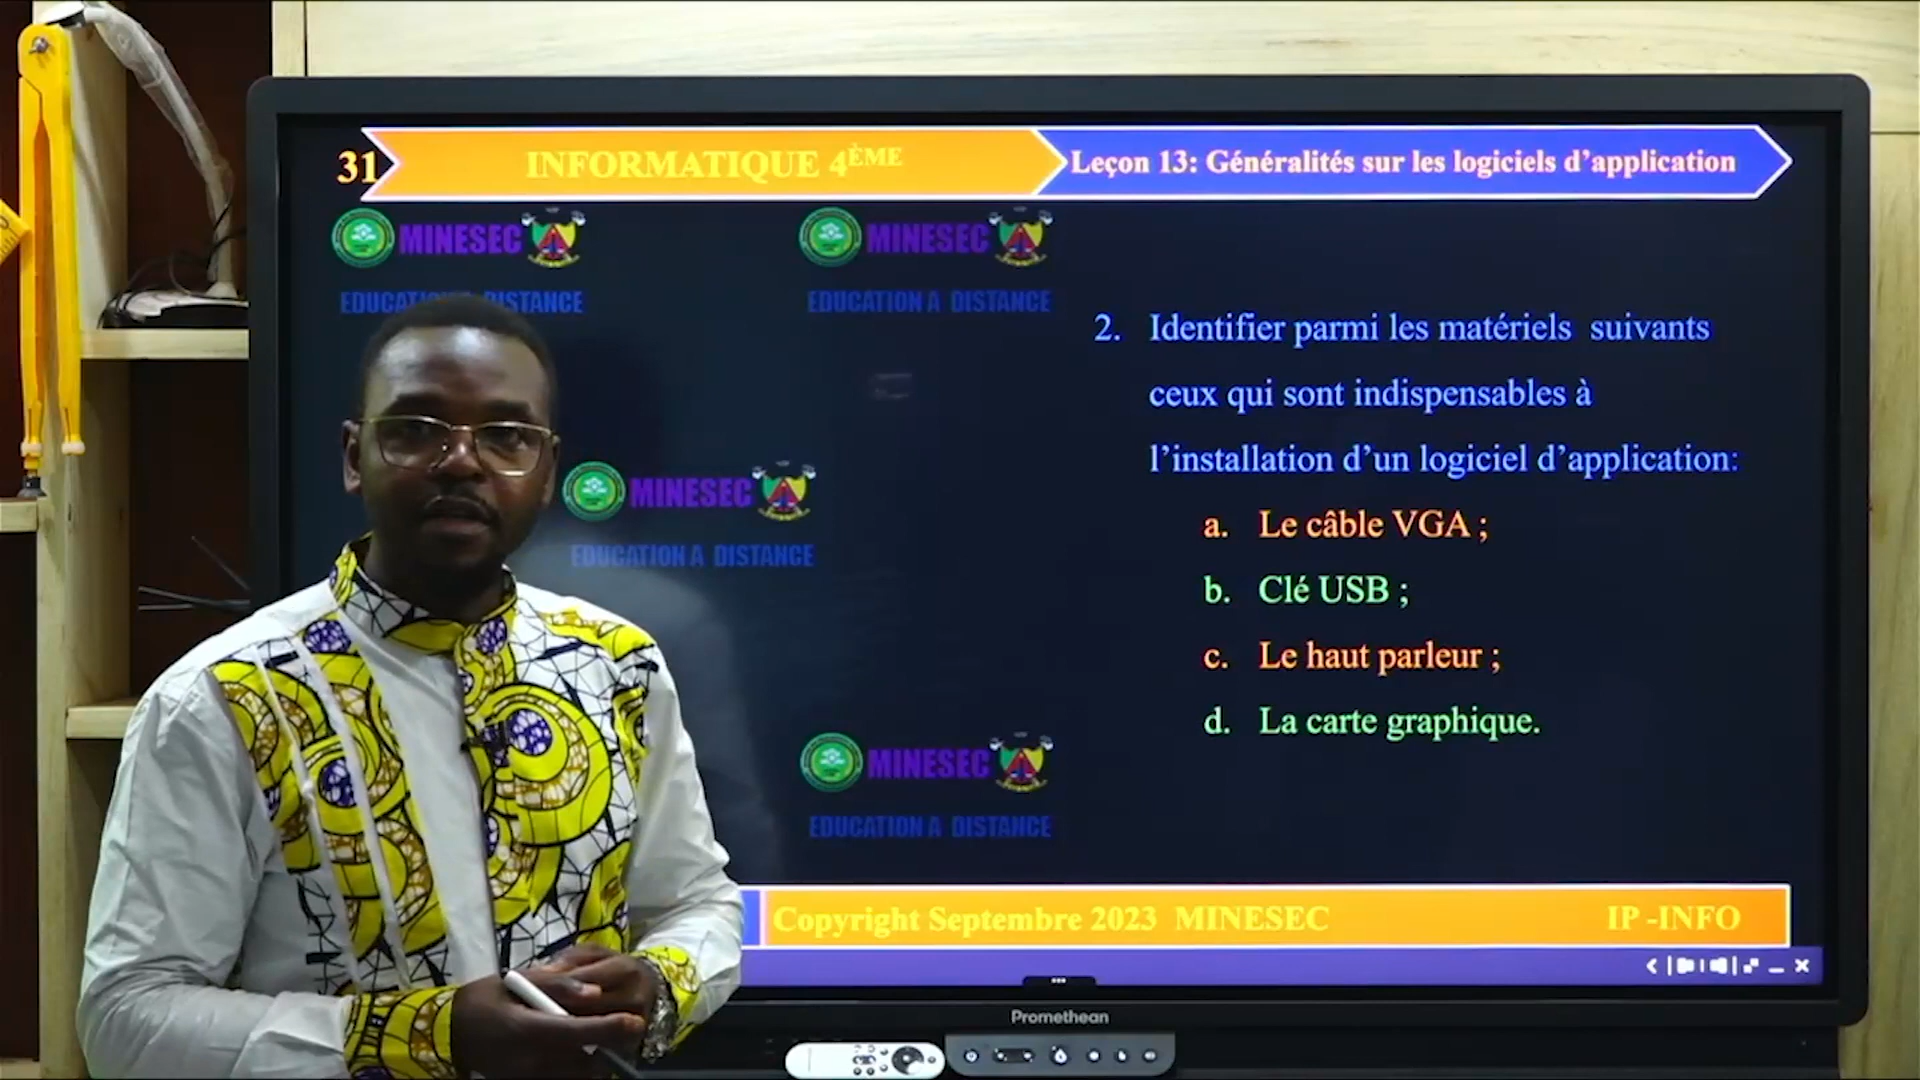 31
INFORMATIQUE 4ÈME
Leçon 13: Généralités sur les logiciels d’application
MINESEC
MINESEC
EDUCATION A DISTANCE
EDUCATION A DISTANCE
2. Identifier parmi les matériels suivants
ceux qui sont indispensables à
l’installation d’un logiciel d’application:
MINESEC
EDUCATION A DISTANCE
a. Le câble VGA ;
b. Clé USB ;
c. Le haut parleur ;
d. La carte graphique.
MINESEC
EDUCATION A DISTANCE
Copyright Septembre 2023 MINESEC
IP -INFO
Promethean